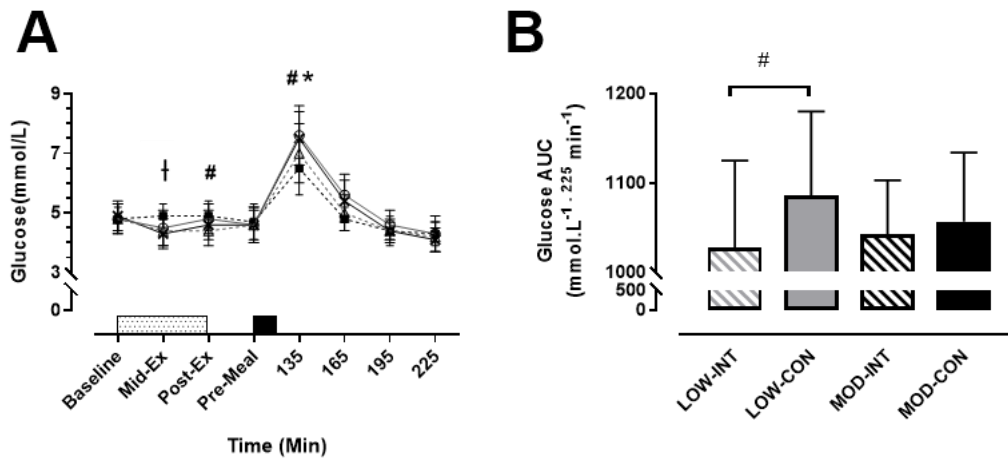 A
# *
9
7
5
3
0
† #
Glucose(mmol/L)
Baseline
Mid-Ex
Post-Ex
Pre-Meal
135
165
195
225
Time (Min)
B
#
1200
1100
1000
500
0
Glucose AUC
(mmol.L-1 · 225 min-1)
LOW-INT
LOW-CON
MOD-INT
MOD-CON